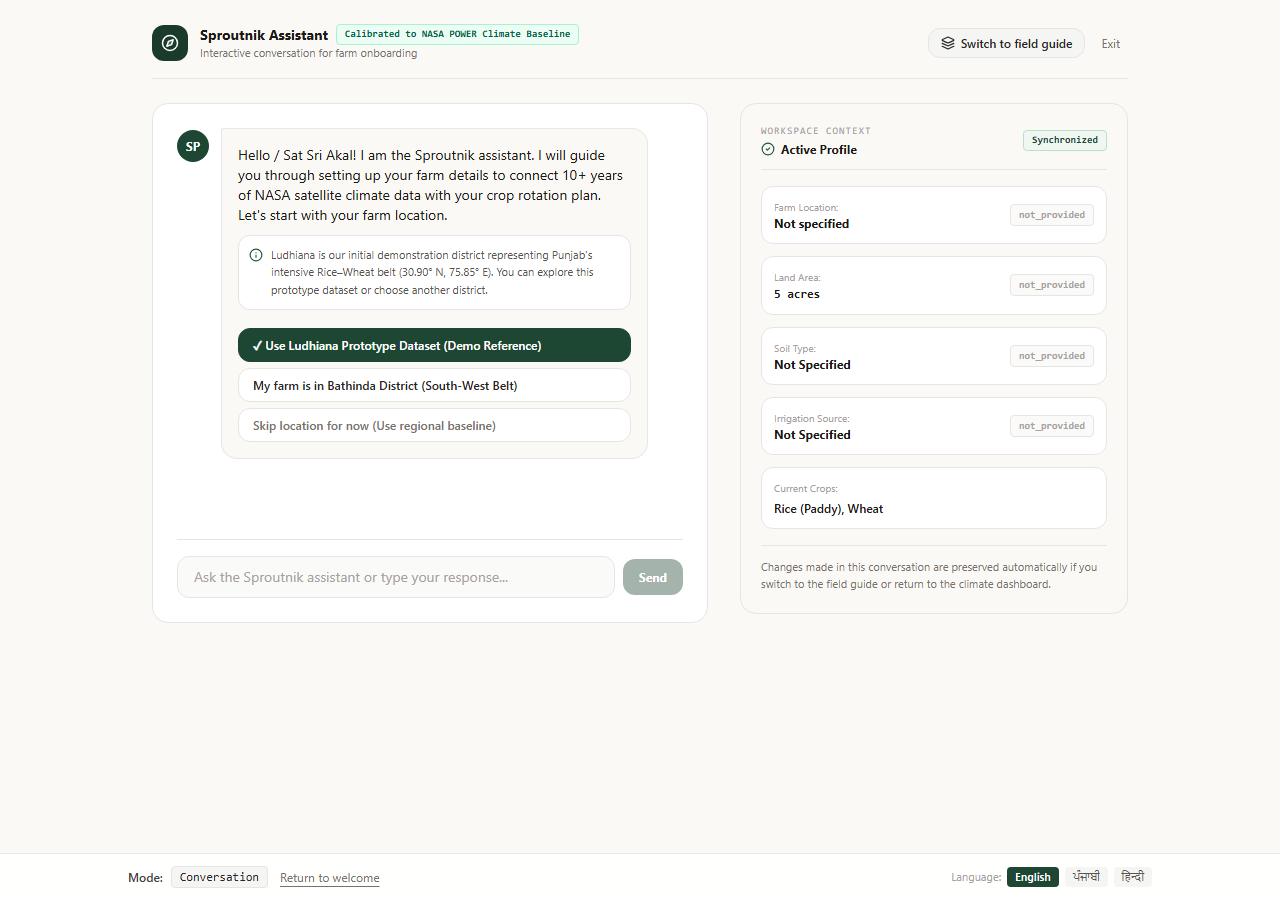 Sproutnik Assistant
Calibrated to NASA POWER Climate Baseline
Interactive conversation for farm onboarding
Switch to field guide
Exit
SP
Hello / Sat Sri Akal! I am the Sproutnik assistant. I will guide
you through setting up your farm details to connect 10+ years
of NASA satellite climate data with your crop rotation plan.
Let's start with your farm location.
Ludhiana is our initial demonstration district representing Punjab's
intensive Rice–Wheat belt (30.90° N, 75.85° E). You can explore this
prototype dataset or choose another district.
✓ Use Ludhiana Prototype Dataset (Demo Reference)
My farm is in Bathinda District (South-West Belt)
Skip location for now (Use regional baseline)
Ask the Sproutnik assistant or type your response...
Send
WORKSPACE CONTEXT
Active Profile
Synchronized
Farm Location:
Not specified
not_provided
Land Area:
5 acres
not_provided
Soil Type:
Not Specified
not_provided
Irrigation Source:
Not Specified
not_provided
Current Crops:
Rice (Paddy), Wheat
Changes made in this conversation are preserved automatically if you
switch to the field guide or return to the climate dashboard.
Mode:
Conversation
Return to welcome
Language:
English
ਪੰਜਾਬੀ
हिन्दी